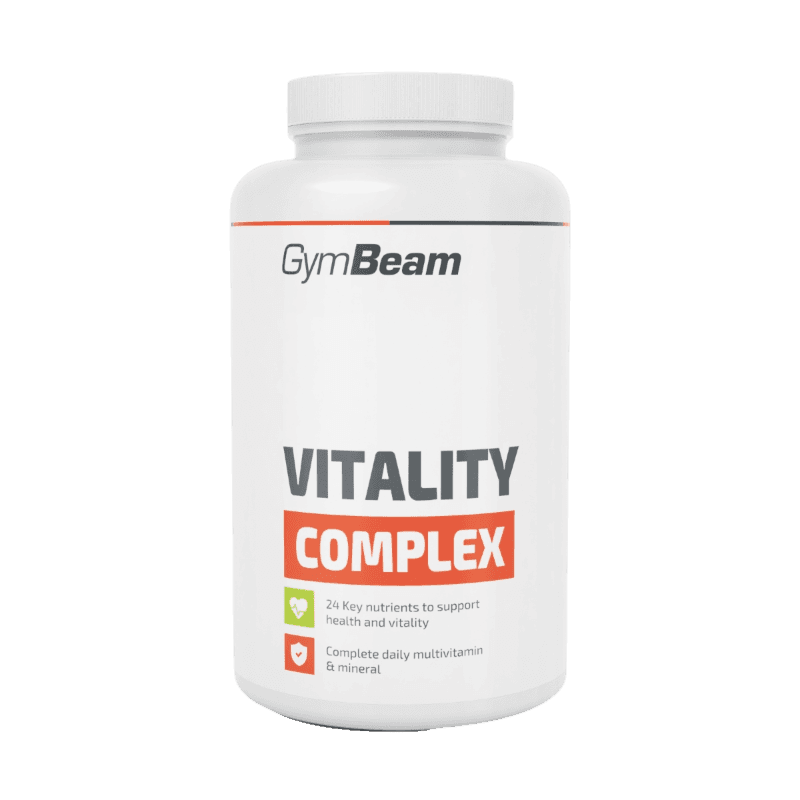 GymBeam
VITALITY
COMPLEX
24 Key nutrients to support
health and vitality
Complete daily multivitamin
& mineral